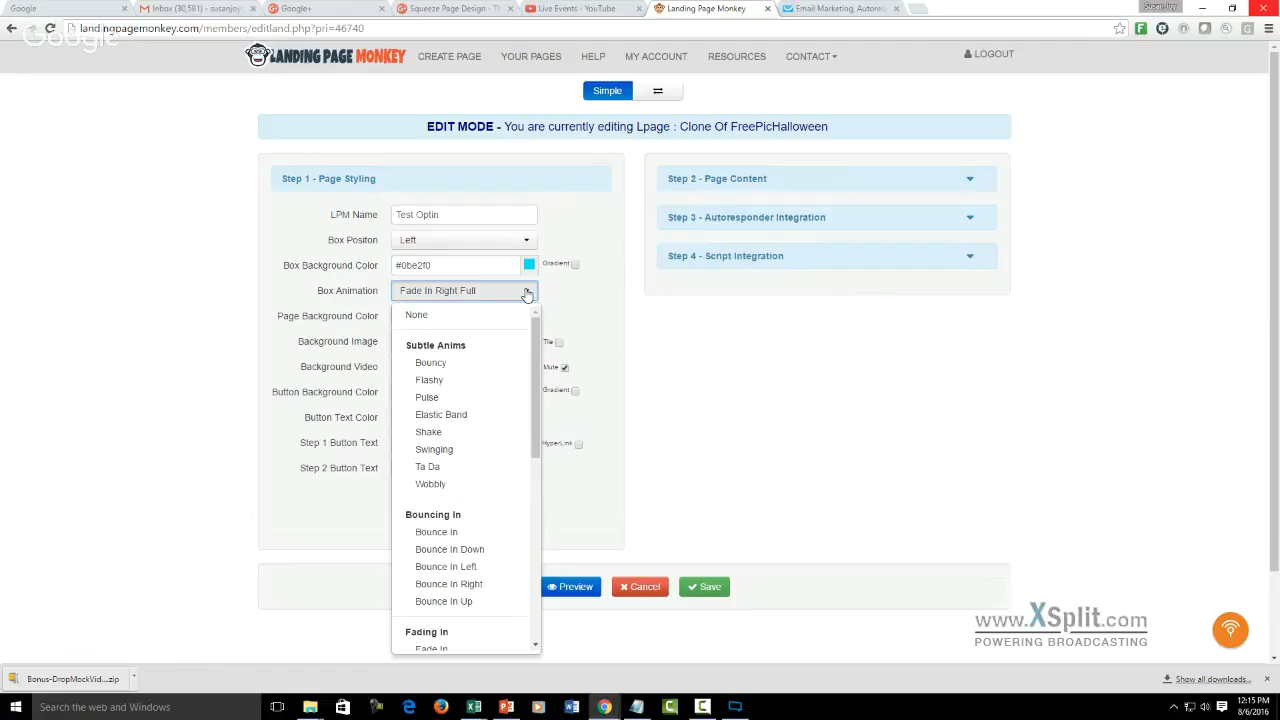 Google
Inbox (30,581) - susanjoy
Google+
Squeeze Page Design - Th
Live Events - YouTube
Landing Page Monkey
Email Marketing, Autores
Susan Joy
landingpagemonkey.com/members/editland.php?pri=46740
Google
LANDING PAGE MONKEY
CREATE PAGE
YOUR PAGES
HELP
MY ACCOUNT
RESOURCES
CONTACT
LOGOUT
Simple
EDIT MODE - You are currently editing Lpage : Clone Of FreePicHalloween
Step 1 - Page Styling
LPM Name
Test Optin
Box Positon
Left
Box Background Color
#0be2f0
Gradient
Box Animation
Fade In Right Full
Page Background Color
Background Image
Tile
Background Video
Mute
Button Background Color
Gradient
Button Text Color
Step 1 Button Text
HyperLink
Step 2 Button Text
None
Subtle Anims
Bouncy
Flashy
Pulse
Elastic Band
Shake
Swinging
Ta Da
Wobbly
Bouncing In
Bounce In
Bounce In Down
Bounce In Left
Bounce In Right
Bounce In Up
Fading In
Fade In
Step 2 - Page Content
Step 3 - Autoresponder Integration
Step 4 - Script Integration
Preview
Cancel
Save
www.XSplit.com
POWERING BROADCASTING
Bonus-DropMockVid....zip
Show all downloads...
Search the web and Windows
12:15 PM
8/6/2016